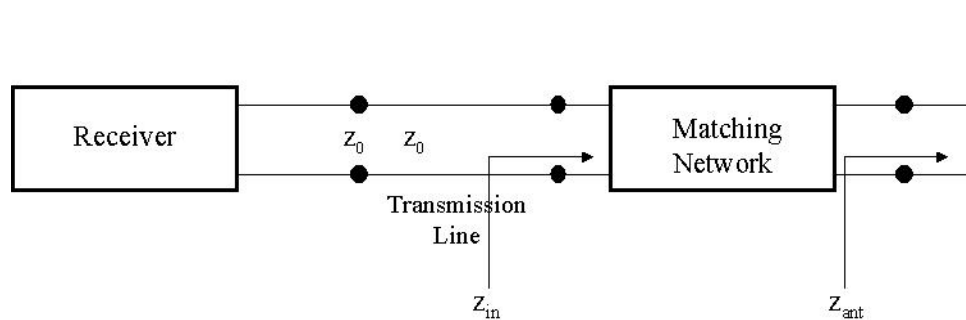 Receiver
Z0 Z0
Transmission
Line
Matching
Network
Zin
Zant